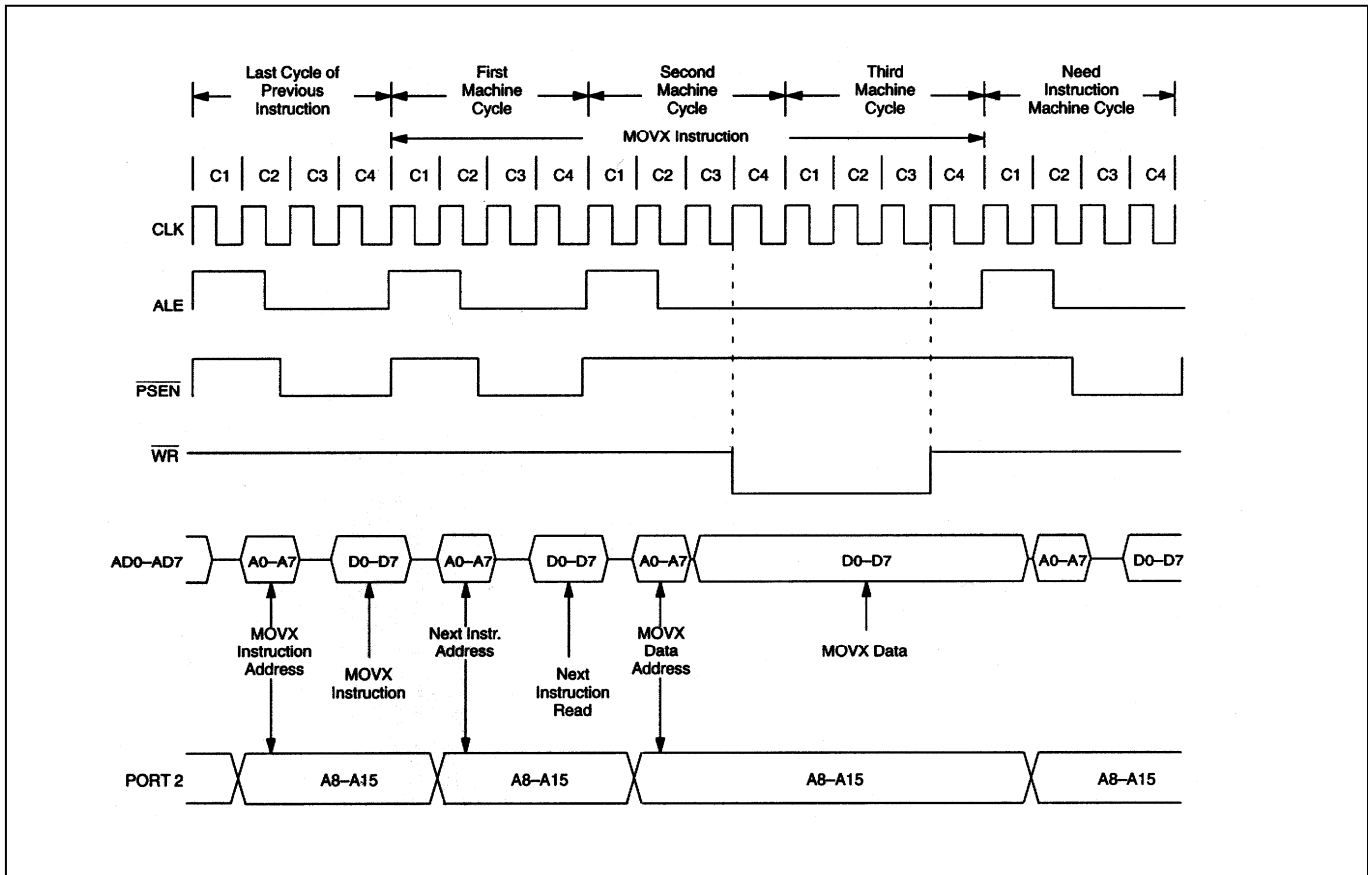 Last Cycle of Previous Instruction
First Machine Cycle
Second Machine Cycle
Third Machine Cycle
Need Instruction Machine Cycle
MOVX Instruction
C1 C2 C3 C4 C1 C2 C3 C4 C1 C2 C3 C4 C1 C2 C3 C4 C1 C2 C3 C4
CLK
ALE
PSEN
WR
AD0–AD7 A0–A7 D0–D7 A0–A7 D0–D7 A0–A7 D0–D7 A0–A7 D0–D7
MOVX Instruction Address
MOVX Instruction
Next Instr. Address
Next Instruction Read
MOVX Data Address
MOVX Data
PORT 2 A8–A15 A8–A15 A8–A15 A8–A15